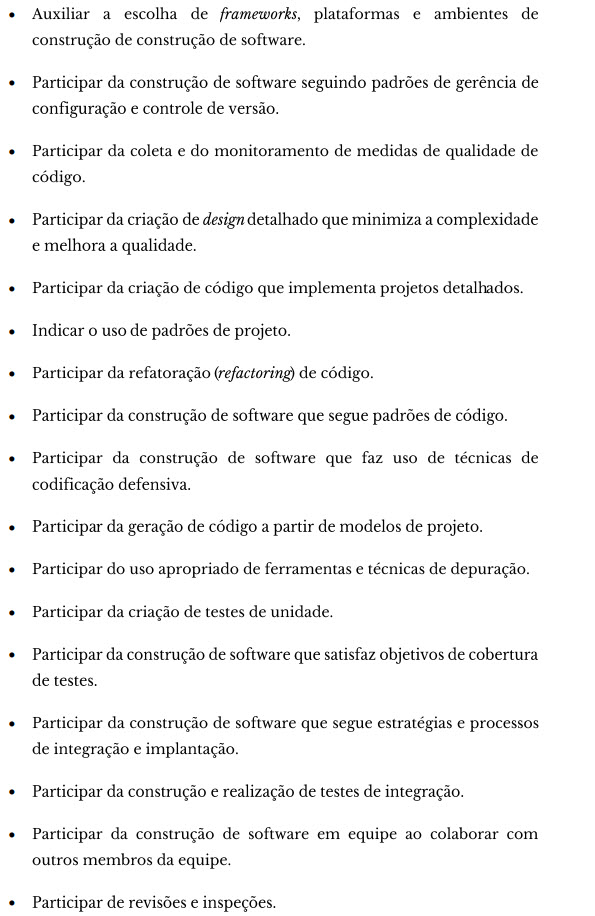 • Auxiliar a escolha de frameworks, plataformas e ambientes de
construção de construção de software.
• Participar da construção de software seguindo padrões de gerência de
configuração e controle de versão.
• Participar da coleta e do monitoramento de medidas de qualidade de
código.
• Participar da criação de design detalhado que minimiza a complexidade
e melhora a qualidade.
• Participar da criação de código que implementa projetos detalhados.
• Indicar o uso de padrões de projeto.
• Participar da refatoração (refactoring) de código.
• Participar da construção de software que segue padrões de código.
• Participar da construção de software que faz uso de técnicas de
codificação defensiva.
• Participar da geração de código a partir de modelos de projeto.
• Participar do uso apropriado de ferramentas e técnicas de depuração.
• Participar da criação de testes de unidade.
• Participar da construção de software que satisfaz objetivos de cobertura
de testes.
• Participar da construção de software que segue estratégias e processos
de integração e implantação.
• Participar da construção e realização de testes de integração.
• Participar da construção de software em equipe ao colaborar com
outros membros da equipe.
• Participar de revisões e inspeções.